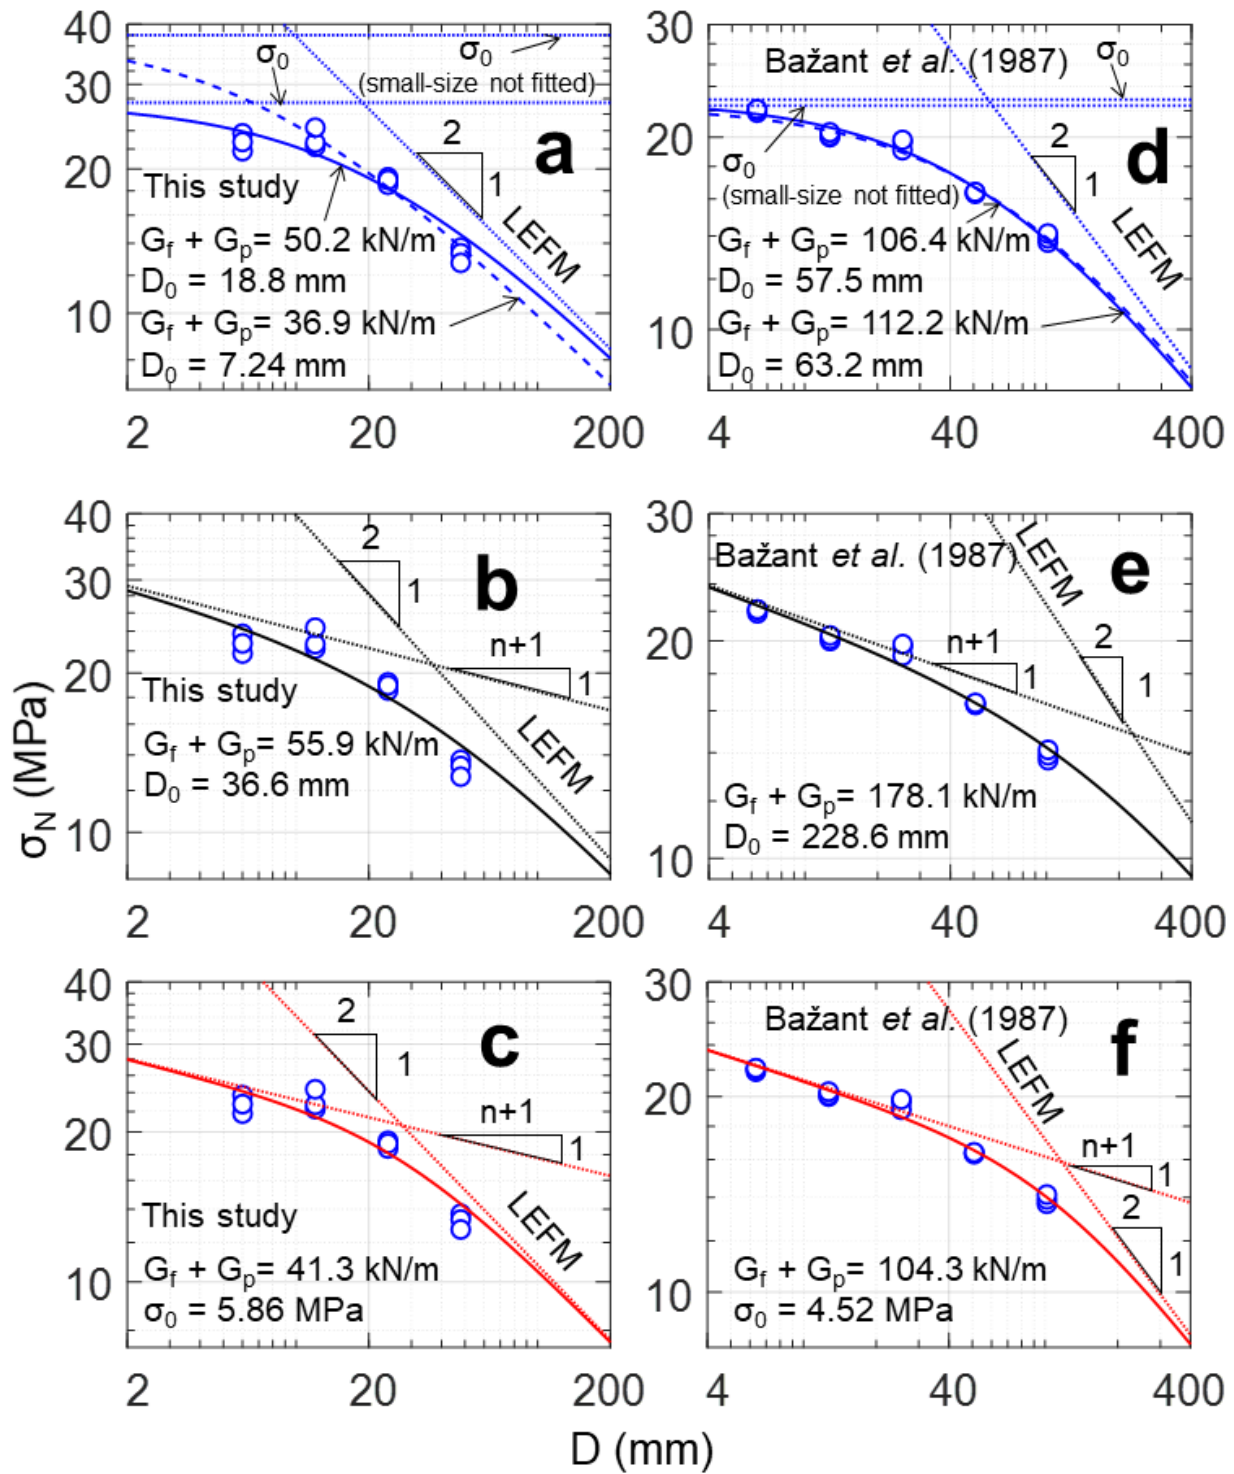 40
30
20
10
σ0
σ0
(small-size not fitted)
2
1
a
This study
LEFM
Gf + Gp= 50.2 kN/m
D0 = 18.8 mm
Gf + Gp= 36.9 kN/m
D0 = 7.24 mm
2
20
200
30
20
10
Bažant et al. (1987)
σ0
2
1
d
σ0
(small-size not fitted)
LEFM
Gf + Gp= 106.4 kN/m
D0 = 57.5 mm
Gf + Gp= 112.2 kN/m
D0 = 63.2 mm
4
40
400
σN (MPa)
40
30
20
10
2
1
b
n+1
1
This study
LEFM
Gf + Gp= 55.9 kN/m
D0 = 36.6 mm
2
20
200
30
20
10
Bažant et al. (1987)
LEFM
e
n+1
1
2
1
Gf + Gp= 178.1 kN/m
D0 = 228.6 mm
4
40
400
40
30
20
10
2
1
c
n+1
1
This study
LEFM
Gf + Gp= 41.3 kN/m
σ0 = 5.86 MPa
2
20
200
30
20
10
Bažant et al. (1987)
LEFM
f
n+1
1
2
1
Gf + Gp= 104.3 kN/m
σ0 = 4.52 MPa
4
40
400
D (mm)